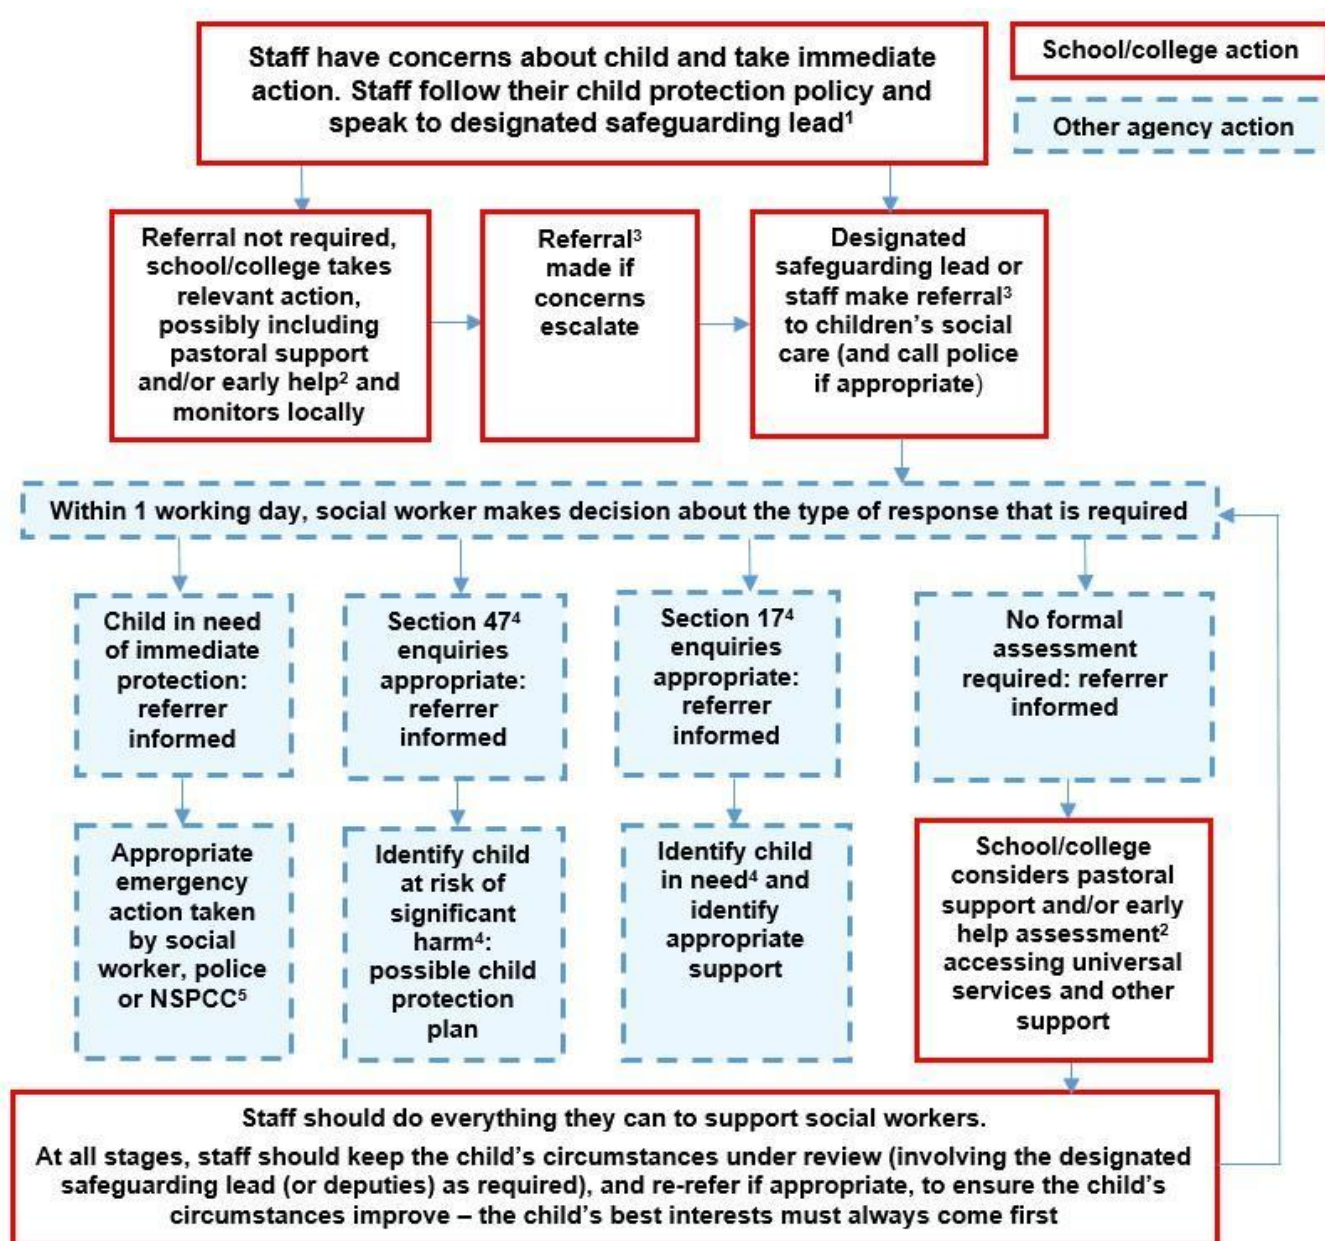 Staff have concerns about child and take immediate
action. Staff follow their child protection policy and
speak to designated safeguarding lead¹
School/college action
Other agency action
Referral not required,
school/college takes
relevant action,
possibly including
pastoral support
and/or early help² and
monitors locally
Referral³
made if
concerns
escalate
Designated
safeguarding lead or
staff make referral³
to children’s social
care (and call police
if appropriate)
Within 1 working day, social worker makes decision about the type of response that is required
Child in need
of immediate
protection:
referrer
informed
Section 47⁴
enquiries
appropriate:
referrer
informed
Section 17⁴
enquiries
appropriate:
referrer
informed
No formal
assessment
required: referrer
informed
Appropriate
emergency
action taken
by social
worker, police
or NSPCC⁵
Identify child
at risk of
significant
harm⁴:
possible child
protection
plan
Identify child
in need⁴ and
identify
appropriate
support
School/college
considers pastoral
support and/or early
help assessment²
accessing universal
services and other
support
Staff should do everything they can to support social workers.
At all stages, staff should keep the child’s circumstances under review (involving the designated
safeguarding lead (or deputies) as required), and re-refer if appropriate, to ensure the child’s
circumstances improve – the child’s best interests must always come first